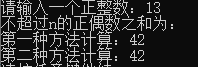 请输入一个正整数：13
不超过n的正偶数之和为：
第一种方法计算：42
第二种方法计算：42